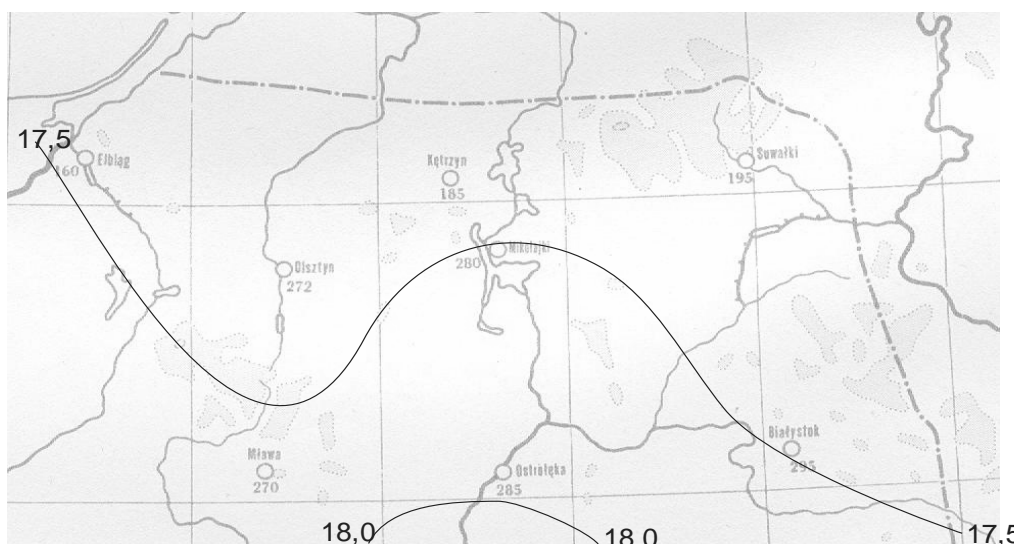 17,5
Elbląg
160
Kętrzyn
185
Suwałki
195
Mikołajki
280
Olsztyn
272
Białystok
295
Mława
270
Ostrołęka
285
18,0
18,0
17,5